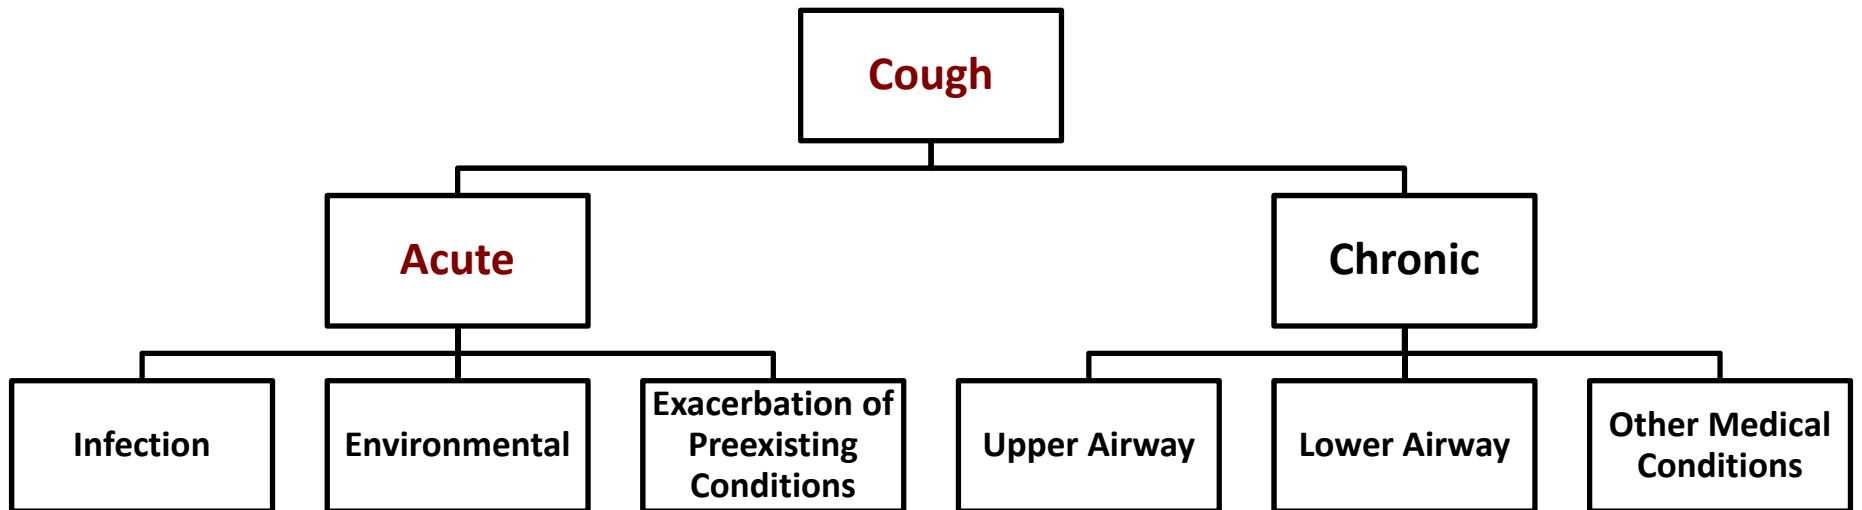 Cough
Acute
Chronic
Infection
Environmental
Exacerbation of
Preexisting
Conditions
Upper Airway
Lower Airway
Other Medical
Conditions